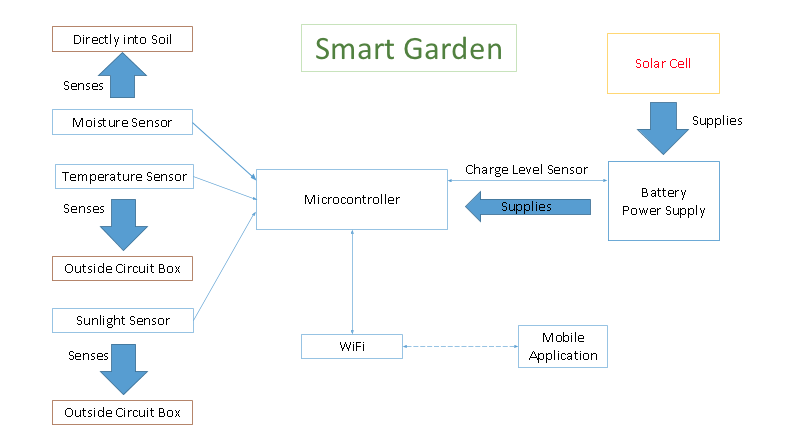 Smart Garden
Directly into Soil
Senses
Moisture Sensor
Temperature Sensor
Senses
Outside Circuit Box
Sunlight Sensor
Senses
Outside Circuit Box
Microcontroller
WiFi
Mobile
Application
Charge Level Sensor
Supplies
Solar Cell
Supplies
Battery
Power Supply